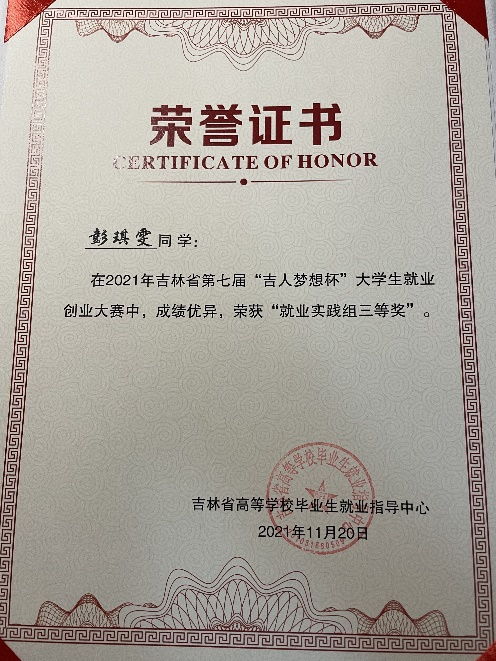 荣誉证书
CERTIFICATE OF HONOR
彭琪雯同学：
在2021年吉林省第七届“吉人梦想杯”大学生就业
创业大赛中，成绩优异，荣获“就业实践组三等奖”。
吉林省高等学校毕业生就业指导中心
2021年11月20日